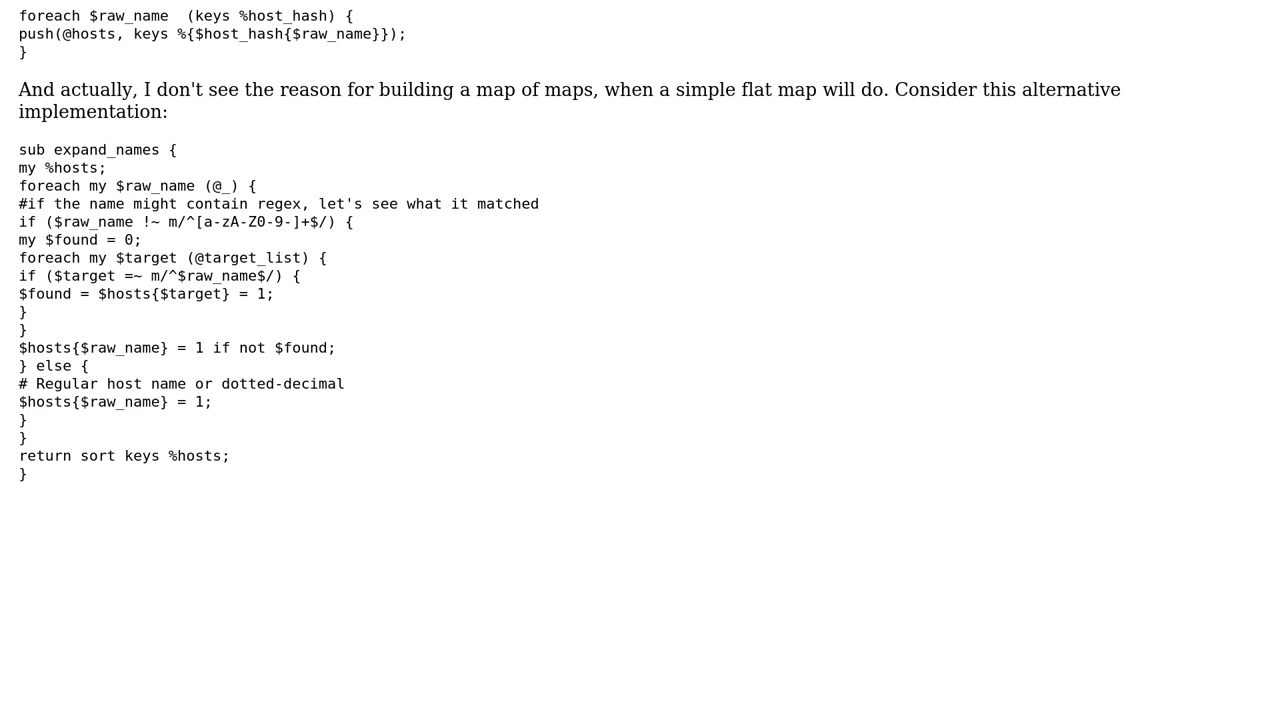 foreach $raw_name  (keys %host_hash) {
push(@hosts, keys %{$host_hash{$raw_name}});
}
And actually, I don't see the reason for building a map of maps, when a simple flat map will do. Consider this alternative
implementation:
sub expand_names {
my %hosts;
foreach my $raw_name (@_) {
#if the name might contain regex, let's see what it matched
if ($raw_name !~ m/^[a-zA-Z0-9-]+$/) {
my $found = 0;
foreach my $target (@target_list) {
if ($target =~ m/^$raw_name$/) {
$found = $hosts{$target} = 1;
}
}
$hosts{$raw_name} = 1 if not $found;
} else {
# Regular host name or dotted-decimal
$hosts{$raw_name} = 1;
}
}
return sort keys %hosts;
}